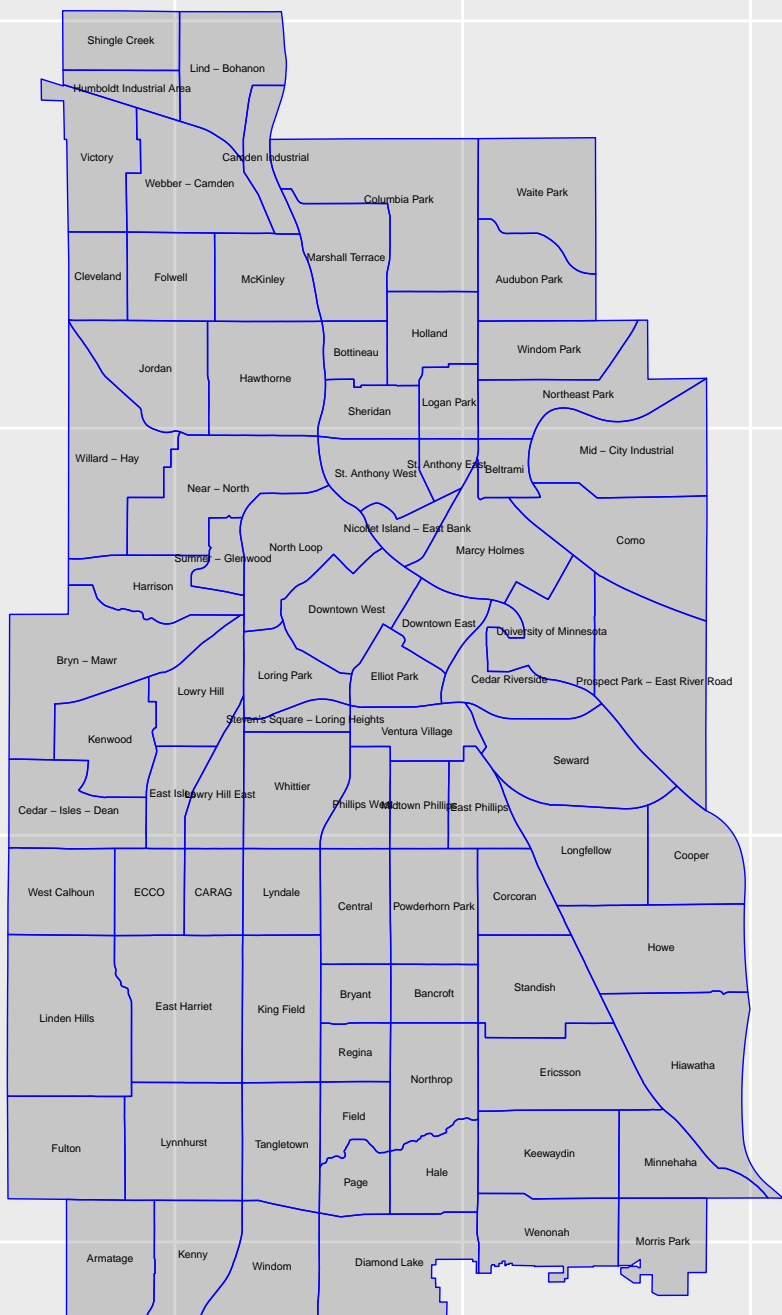 Shingle Creek
Lind – Bohanon
Humboldt Industrial Area
Victory
Camden Industrial
Webber – Camden
Columbia Park
Waite Park
Marshall Terrace
Cleveland
Folwell
McKinley
Audubon Park
Holland
Bottineau
Windom Park
Jordan
Hawthorne
Northeast Park
Logan Park
Sheridan
Mid – City Industrial
Willard – Hay
St. Anthony East
Beltrami
St. Anthony West
Near – North
Nicollet Island – East Bank
Como
North Loop
Marcy Holmes
Sumner – Glenwood
Harrison
Downtown West
Downtown East
University of Minnesota
Bryn – Mawr
Loring Park
Elliot Park
Cedar Riverside
Prospect Park – East River Road
Lowry Hill
Steven's Square – Loring Heights
Ventura Village
Kenwood
Seward
Whittier
East Isles
Lowry Hill East
Phillips West
Midtown Phillips
East Phillips
Cedar – Isles – Dean
Longfellow
Cooper
West Calhoun
ECCO
CARAG
Lyndale
Central
Powderhorn Park
Corcoran
Howe
Linden Hills
East Harriet
King Field
Bryant
Bancroft
Standish
Regina
Northrop
Ericsson
Hiawatha
Field
Fulton
Lynnhurst
Tangletown
Keewaydin
Minnehaha
Page
Hale
Wenonah
Morris Park
Armatage
Kenny
Windom
Diamond Lake